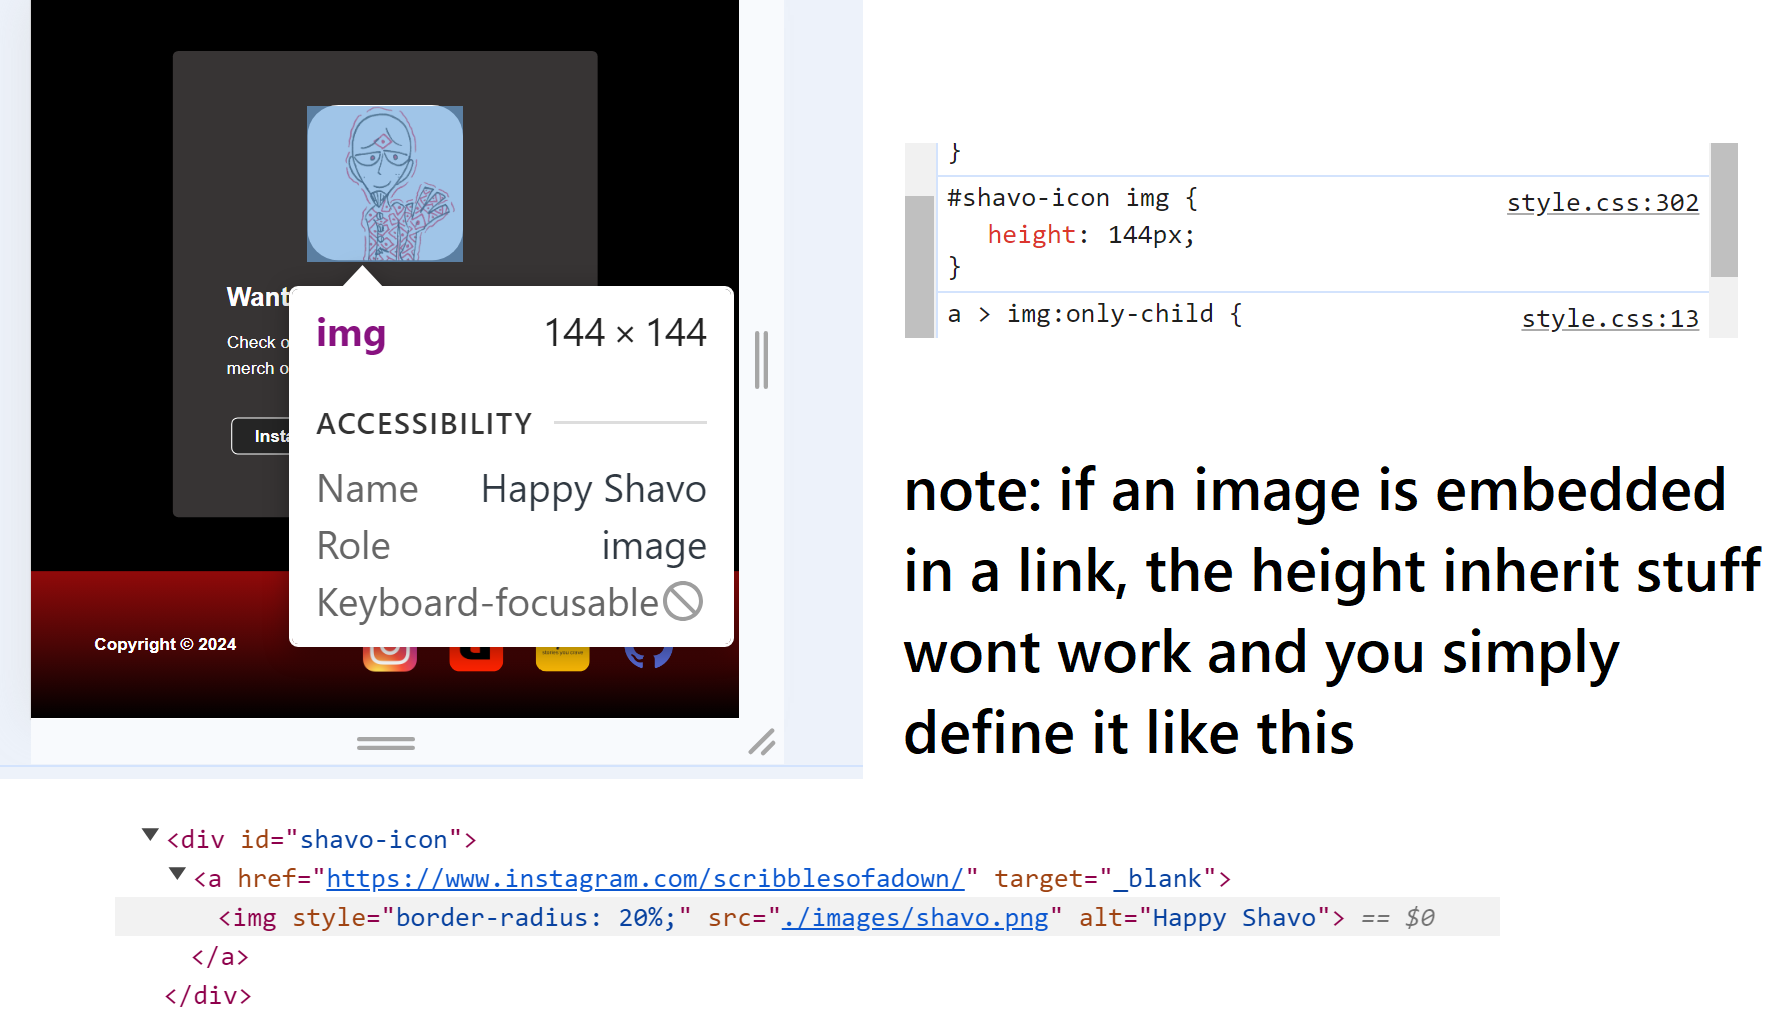 Want
Check o
merch o
Insta
img 144 × 144
ACCESSIBILITY
Name Happy Shavo
Role image
Keyboard-focusable
Copyright © 2024
}
#shavo-icon img { style.css:302
height: 144px;
}
a > img:only-child { style.css:13
note: if an image is embedded
in a link, the height inherit stuff
wont work and you simply
define it like this
<div id="shavo-icon">
<a href="https://www.instagram.com/scribblesofadown/" target="_blank">
<img style="border-radius: 20%;" src="./images/shavo.png" alt="Happy Shavo"> == $0
</a>
</div>